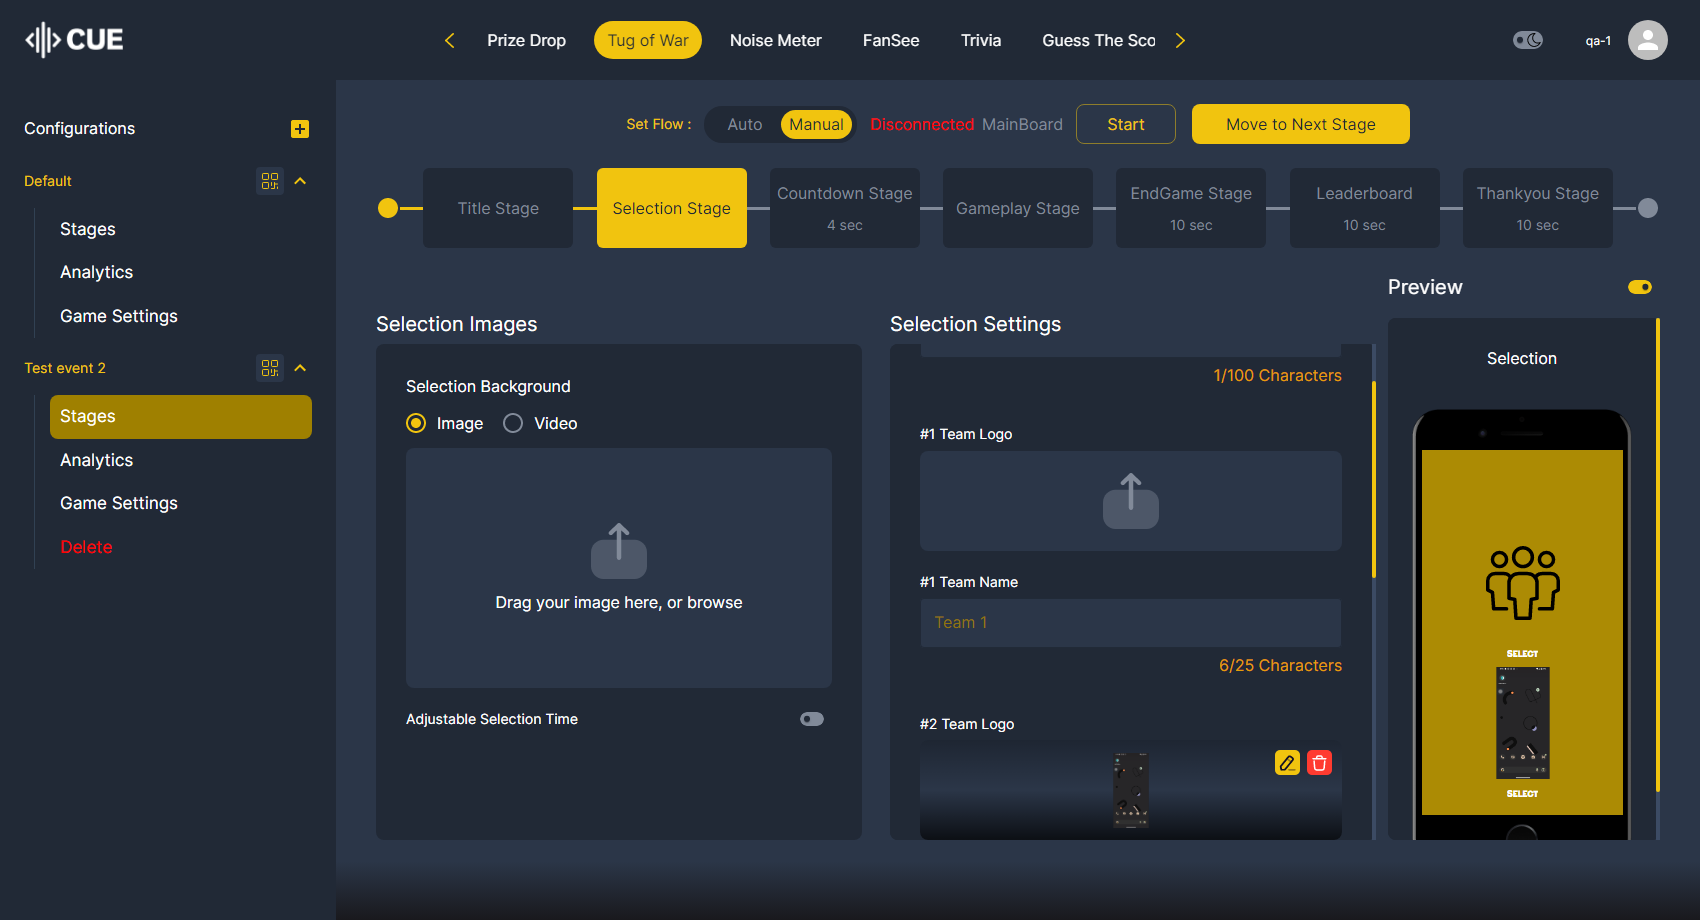 CUE
Prize Drop
Tug of War
Noise Meter
FanSee
Trivia
Guess The Sco
qa-1
Configurations
Default
Stages
Analytics
Game Settings
Test event 2
Stages
Analytics
Game Settings
Delete
Set Flow :
Auto
Manual
Disconnected MainBoard
Start
Move to Next Stage
Title Stage
Selection Stage
Countdown Stage
4 sec
Gameplay Stage
EndGame Stage
10 sec
Leaderboard
10 sec
Thankyou Stage
10 sec
Selection Images
Selection Background
Image
Video
Drag your image here, or browse
Adjustable Selection Time
Selection Settings
1/100 Characters
#1 Team Logo
#1 Team Name
Team 1
6/25 Characters
#2 Team Logo
Preview
Selection
SELECT
SELECT